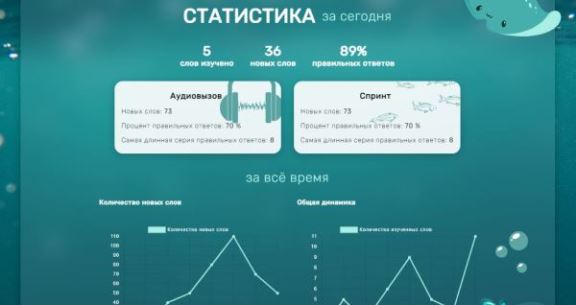 СТАТИСТИКА за сегодня
5 36 89%
слов изучено новых слов правильных ответов
Аудиовызов
Новых слов: 73
Процент правильных ответов: 70 %
Самая длинная серия правильных ответов: 8
Спринт
Новых слов: 73
Процент правильных ответов: 70 %
Самая длинная серия правильных ответов: 8
за всё время
Количество новых слов
Количество новых слов
110
100
90
80
70
60
50
40
Общая динамика
Количество изученных слов
11
10
9
8
7
6
5
4